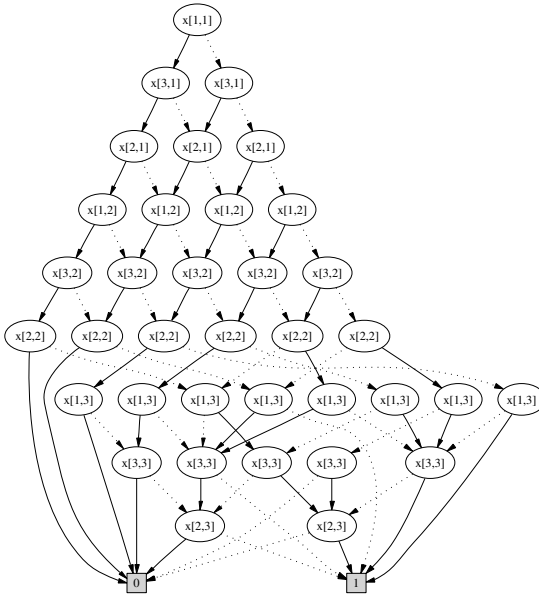 x[1,1]
x[3,1] x[3,1]
x[2,1] x[2,1] x[2,1]
x[1,2] x[1,2] x[1,2] x[1,2]
x[3,2] x[3,2] x[3,2] x[3,2] x[3,2]
x[2,2] x[2,2] x[2,2] x[2,2] x[2,2] x[2,2]
x[1,3] x[1,3] x[1,3] x[1,3] x[1,3] x[1,3] x[1,3] x[1,3]
x[3,3] x[3,3] x[3,3] x[3,3] x[3,3]
x[2,3] x[2,3]
0 1